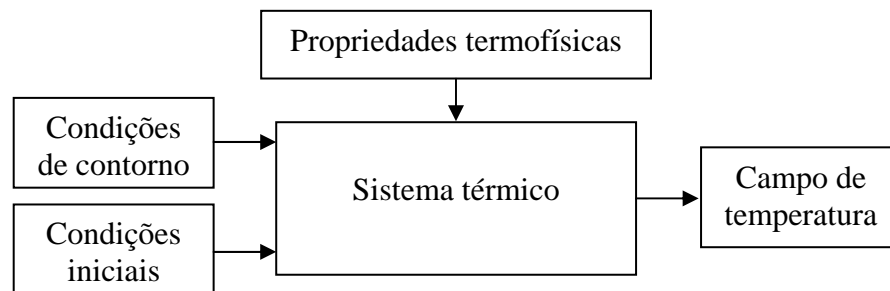 Propriedades termofísicas
Condições
de contorno
Sistema térmico
Campo de
temperatura
Condições
iniciais